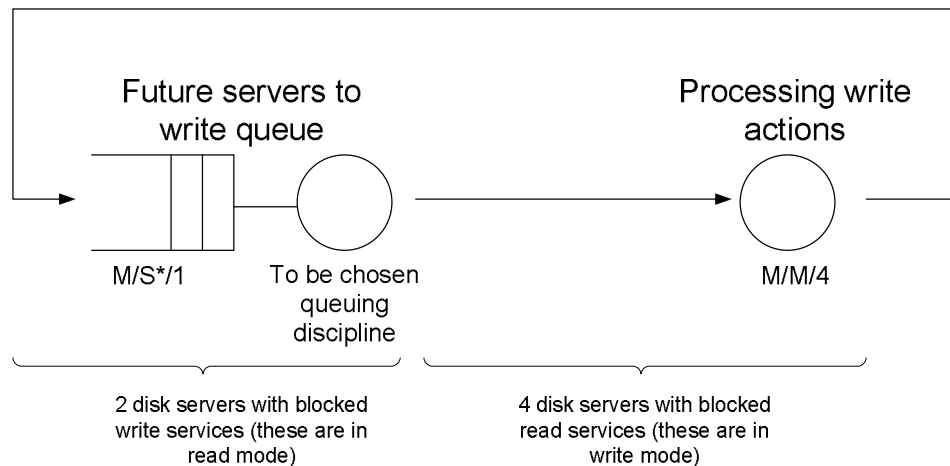 Future servers to
write queue
Processing write
actions
M/S*/1
To be chosen
queuing
discipline
M/M/4
2 disk servers with blocked
write services (these are in
read mode)
4 disk servers with blocked
read services (these are in
write mode)